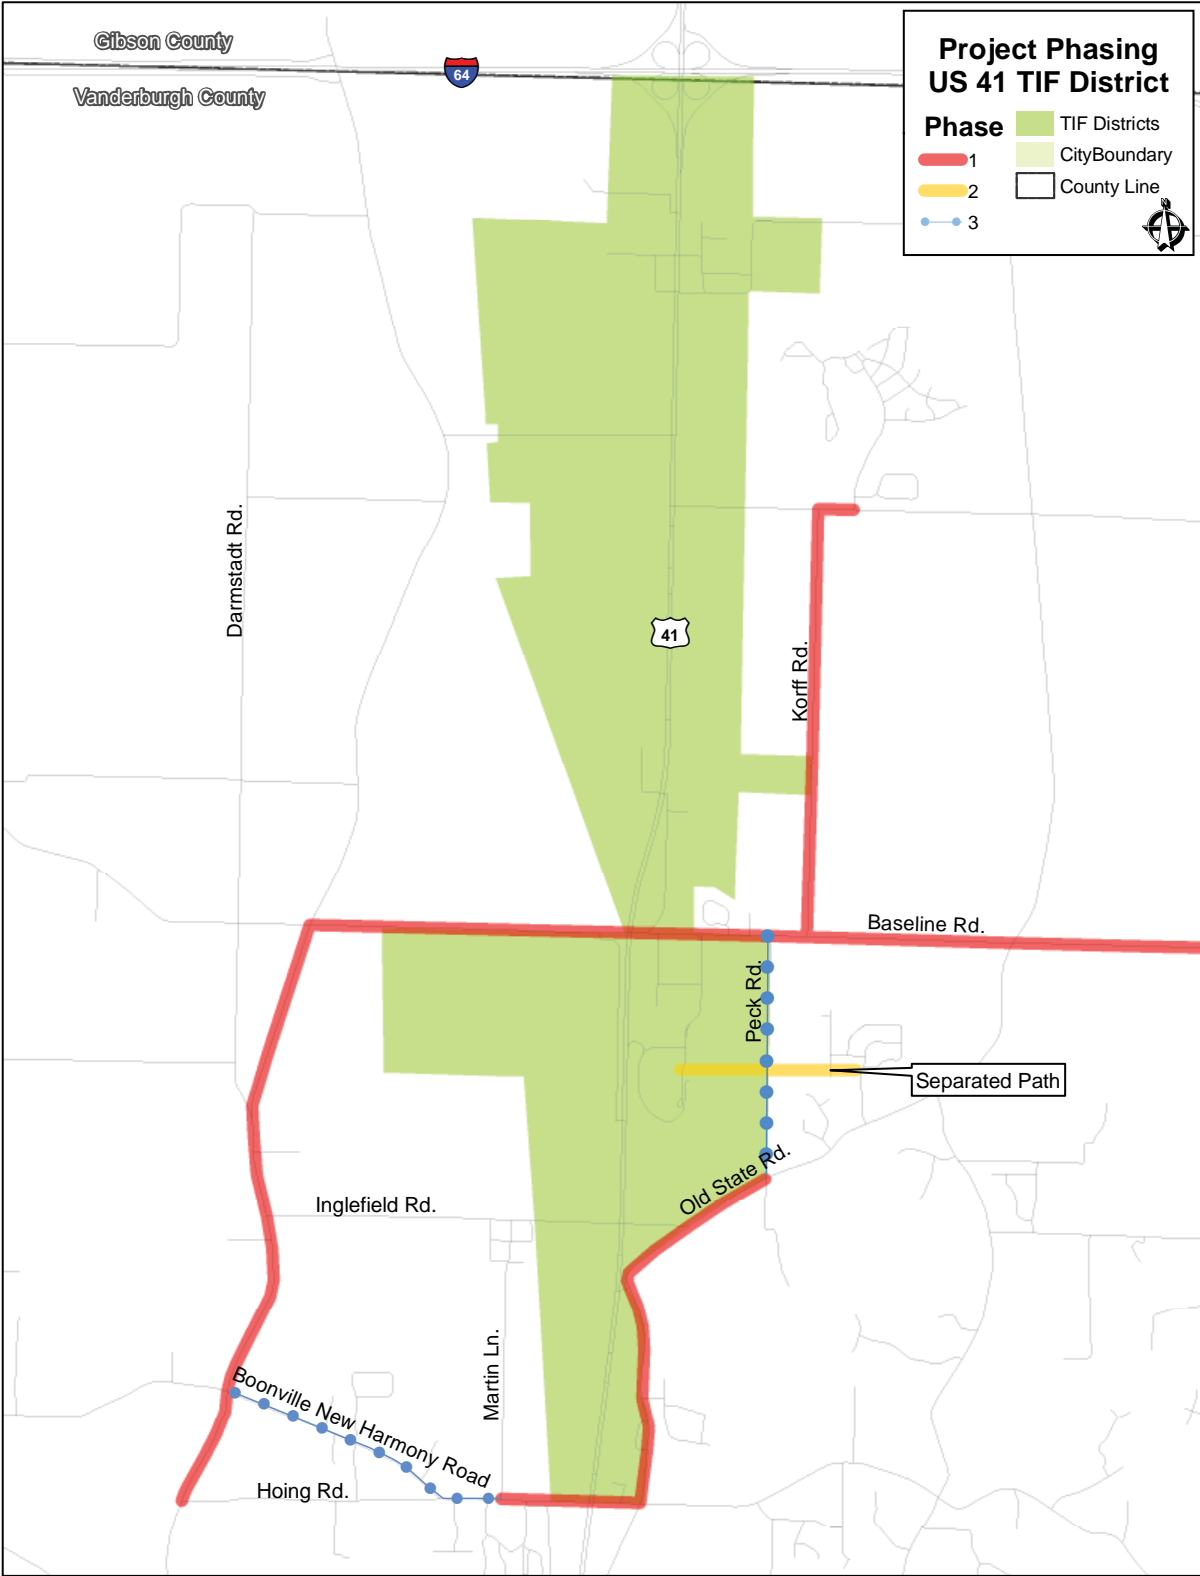 Gibson County
Vanderburgh County
64
Project Phasing
US 41 TIF District
Phase
1
2
3
TIF Districts
CityBoundary
County Line
N
Darmstadt Rd.
41
Korff Rd.
Baseline Rd.
Peck Rd.
Separated Path
Old State Rd.
Inglefield Rd.
Martin Ln.
Boonville New Harmony Road
Hoing Rd.